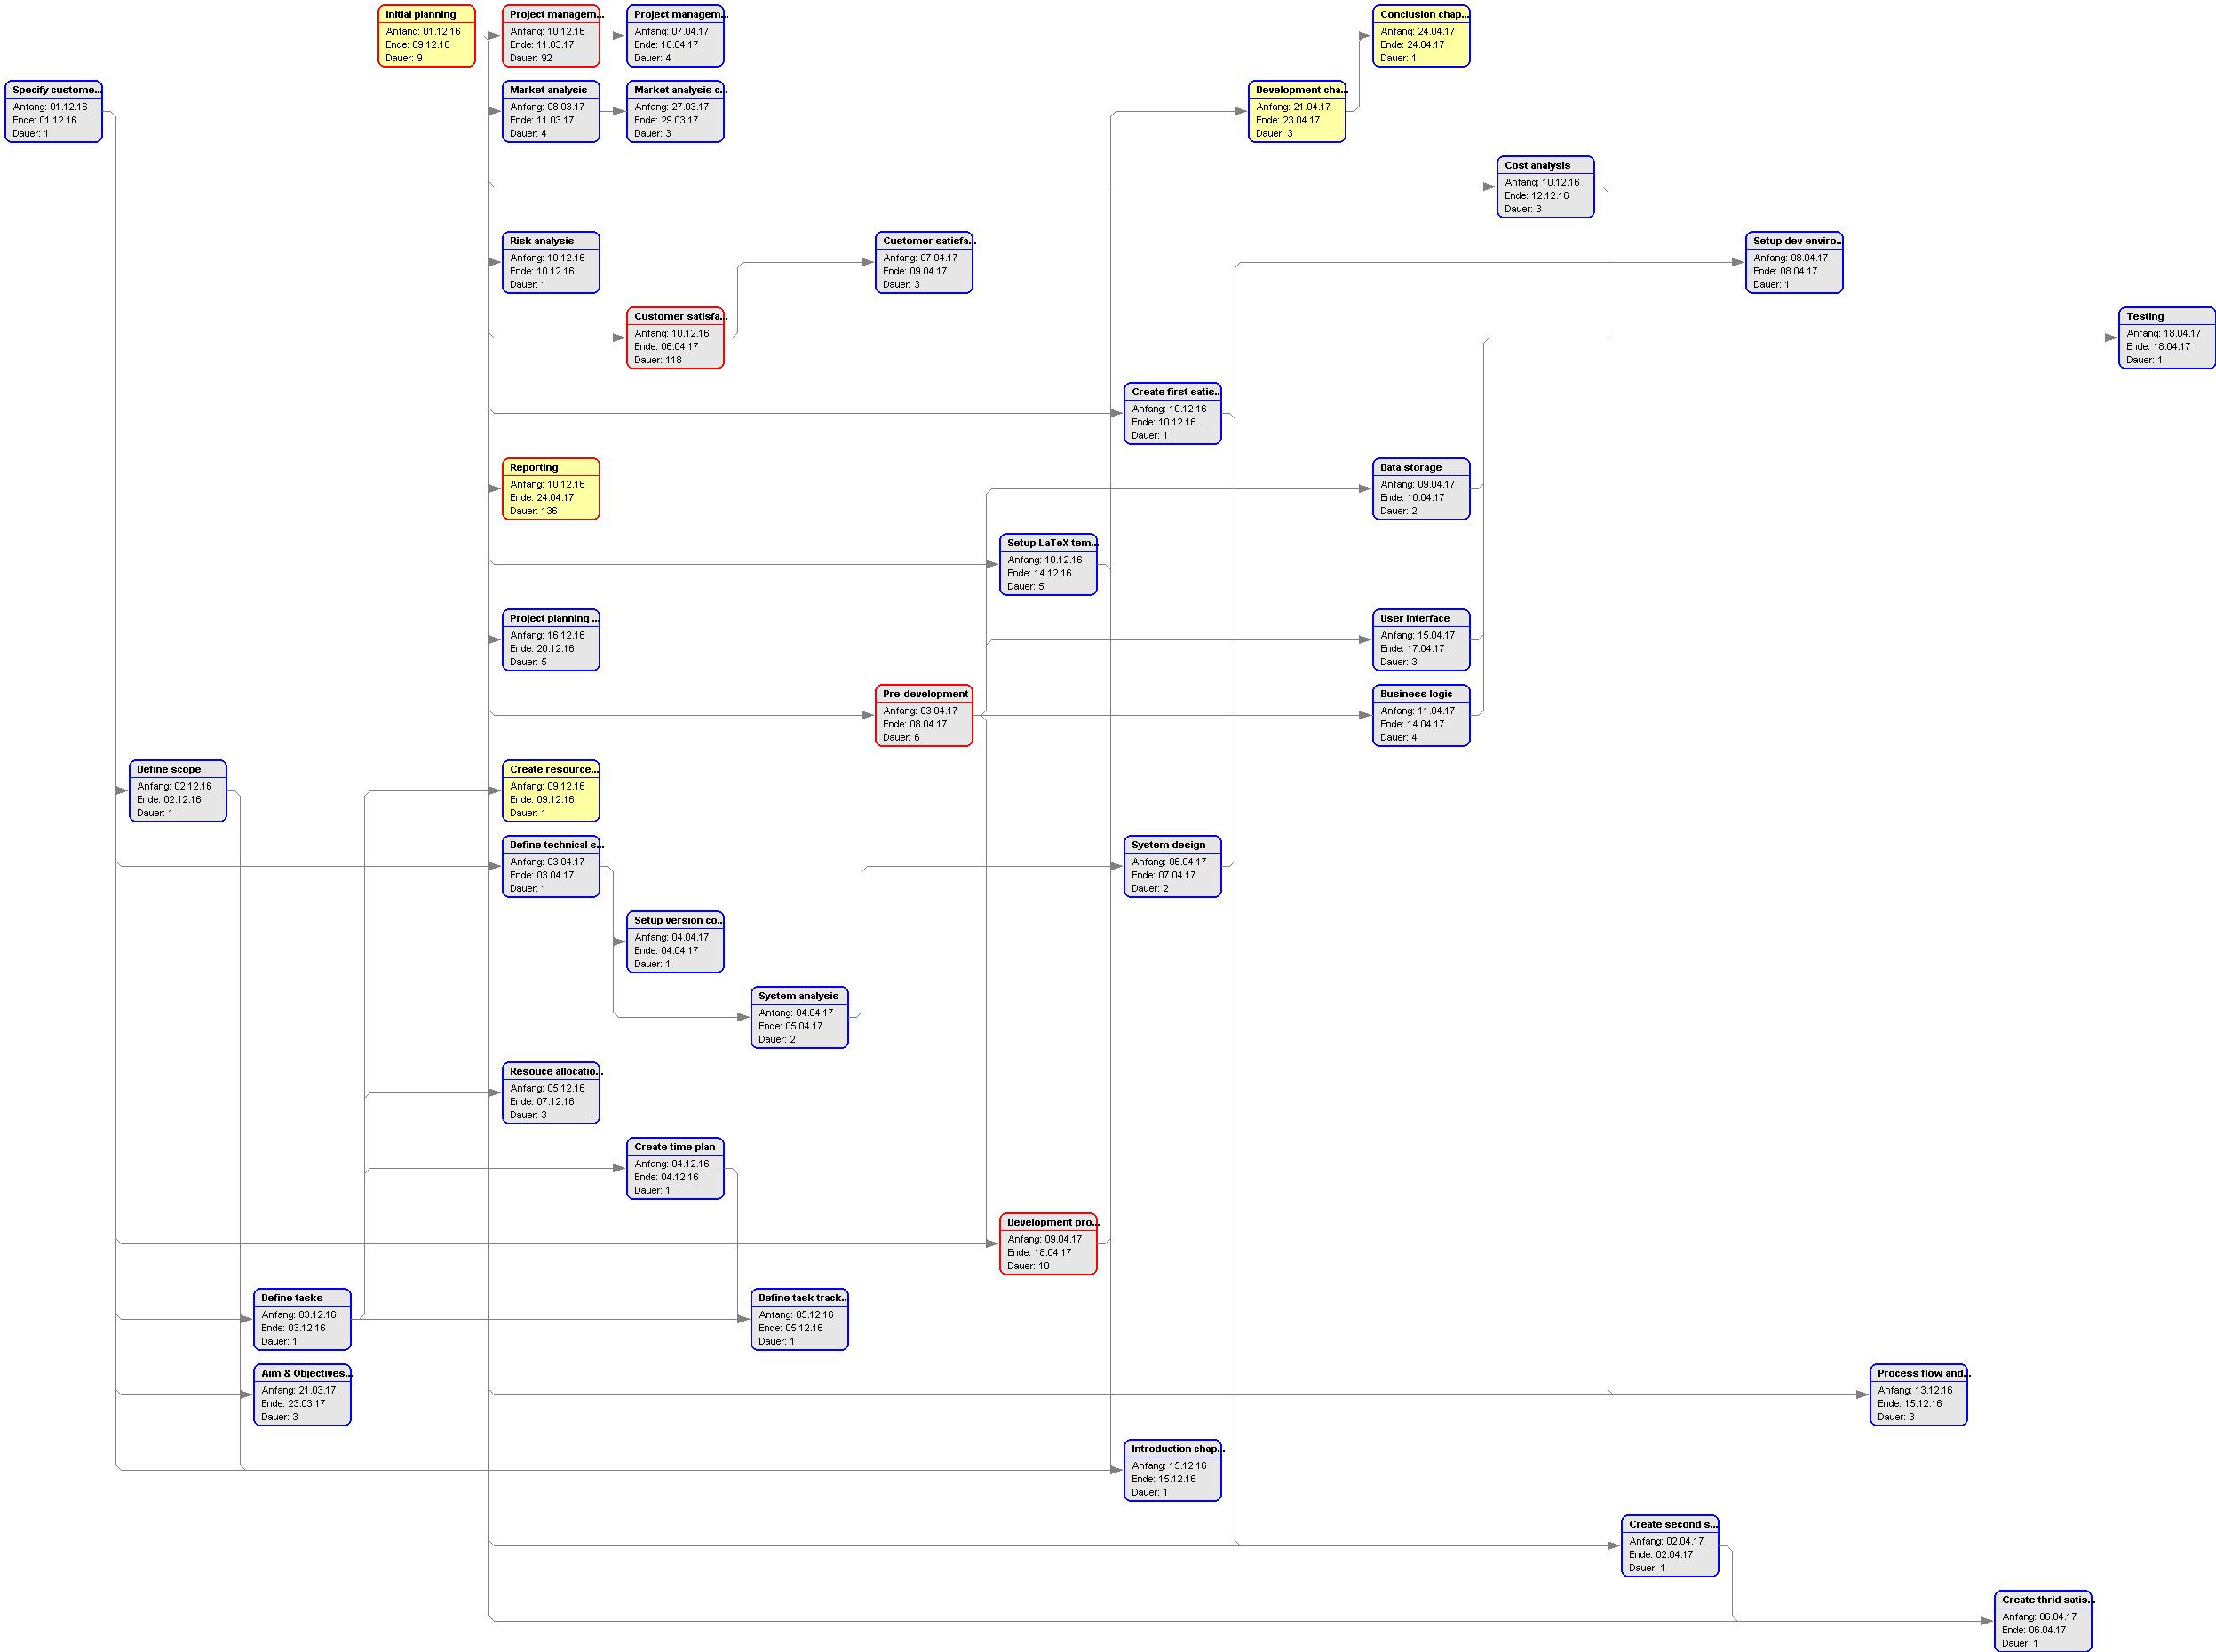 Initial planning
Anfang: 01.12.16
Ende: 09.12.16
Dauer: 9
Project managem...
Anfang: 10.12.16
Ende: 11.03.17
Dauer: 92
Project managem...
Anfang: 07.04.17
Ende: 10.04.17
Dauer: 4
Conclusion chap...
Anfang: 24.04.17
Ende: 24.04.17
Dauer: 1
Specify custome...
Anfang: 01.12.16
Ende: 01.12.16
Dauer: 1
Market analysis
Anfang: 08.03.17
Ende: 11.03.17
Dauer: 4
Market analysis c...
Anfang: 27.03.17
Ende: 29.03.17
Dauer: 3
Development cha...
Anfang: 21.04.17
Ende: 23.04.17
Dauer: 3
Cost analysis
Anfang: 10.12.16
Ende: 12.12.16
Dauer: 3
Risk analysis
Anfang: 10.12.16
Ende: 10.12.16
Dauer: 1
Customer satisfa...
Anfang: 07.04.17
Ende: 09.04.17
Dauer: 3
Setup dev enviro...
Anfang: 08.04.17
Ende: 08.04.17
Dauer: 1
Customer satisfa...
Anfang: 10.12.16
Ende: 06.04.17
Dauer: 118
Testing
Anfang: 18.04.17
Ende: 18.04.17
Dauer: 1
Create first satis...
Anfang: 10.12.16
Ende: 10.12.16
Dauer: 1
Reporting
Anfang: 10.12.16
Ende: 24.04.17
Dauer: 136
Data storage
Anfang: 09.04.17
Ende: 10.04.17
Dauer: 2
Setup LaTeX tem...
Anfang: 10.12.16
Ende: 14.12.16
Dauer: 5
Project planning ...
Anfang: 16.12.16
Ende: 20.12.16
Dauer: 5
User interface
Anfang: 15.04.17
Ende: 17.04.17
Dauer: 3
Pre-development
Anfang: 03.04.17
Ende: 08.04.17
Dauer: 6
Business logic
Anfang: 11.04.17
Ende: 14.04.17
Dauer: 4
Define scope
Anfang: 02.12.16
Ende: 02.12.16
Dauer: 1
Create resource...
Anfang: 09.12.16
Ende: 09.12.16
Dauer: 1
Define technical s...
Anfang: 03.04.17
Ende: 03.04.17
Dauer: 1
System design
Anfang: 06.04.17
Ende: 07.04.17
Dauer: 2
Setup version co...
Anfang: 04.04.17
Ende: 04.04.17
Dauer: 1
System analysis
Anfang: 04.04.17
Ende: 05.04.17
Dauer: 2
Resouce allocatio...
Anfang: 05.12.16
Ende: 07.12.16
Dauer: 3
Create time plan
Anfang: 04.12.16
Ende: 04.12.16
Dauer: 1
Development pro...
Anfang: 09.04.17
Ende: 18.04.17
Dauer: 10
Define tasks
Anfang: 03.12.16
Ende: 03.12.16
Dauer: 1
Define task track...
Anfang: 05.12.16
Ende: 05.12.16
Dauer: 1
Aim & Objectives...
Anfang: 21.03.17
Ende: 23.03.17
Dauer: 3
Process flow and...
Anfang: 13.12.16
Ende: 15.12.16
Dauer: 3
Introduction chap...
Anfang: 15.12.16
Ende: 15.12.16
Dauer: 1
Create second s...
Anfang: 02.04.17
Ende: 02.04.17
Dauer: 1
Create thrid satis...
Anfang: 06.04.17
Ende: 06.04.17
Dauer: 1